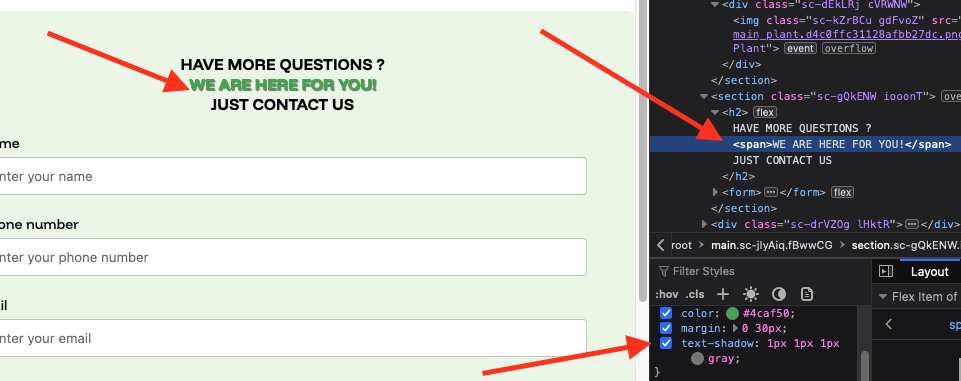 HAVE MORE QUESTIONS ?
WE ARE HERE FOR YOU!
JUST CONTACT US
me
nter your name
one number
nter your phone number
il
nter your email
<div class="sc-dEkLRj cVRWNW">
<img class="sc-kZrBCu gdFvoZ" src="
main_plant.d4c0ffc31128afbb27dc.png
Plant"> event overflow
</div>
</section>
<section class="sc-gQkENW iooonT"> ove
<h2> flex
HAVE MORE QUESTIONS ?
<span>WE ARE HERE FOR YOU!</span>
JUST CONTACT US
</h2>
<form> ⋯ </form> flex
</section>
<div class="sc-drVZOg lHktR"> ⋯ </div>
root > main.sc-jIyAiq.fBwwCG > section.sc-gQkENW.
Filter Styles
:hov .cls +
color: #4caf50;
margin: 0 30px;
text-shadow: 1px 1px 1px
gray;
}
Layout
Flex Item of
sp